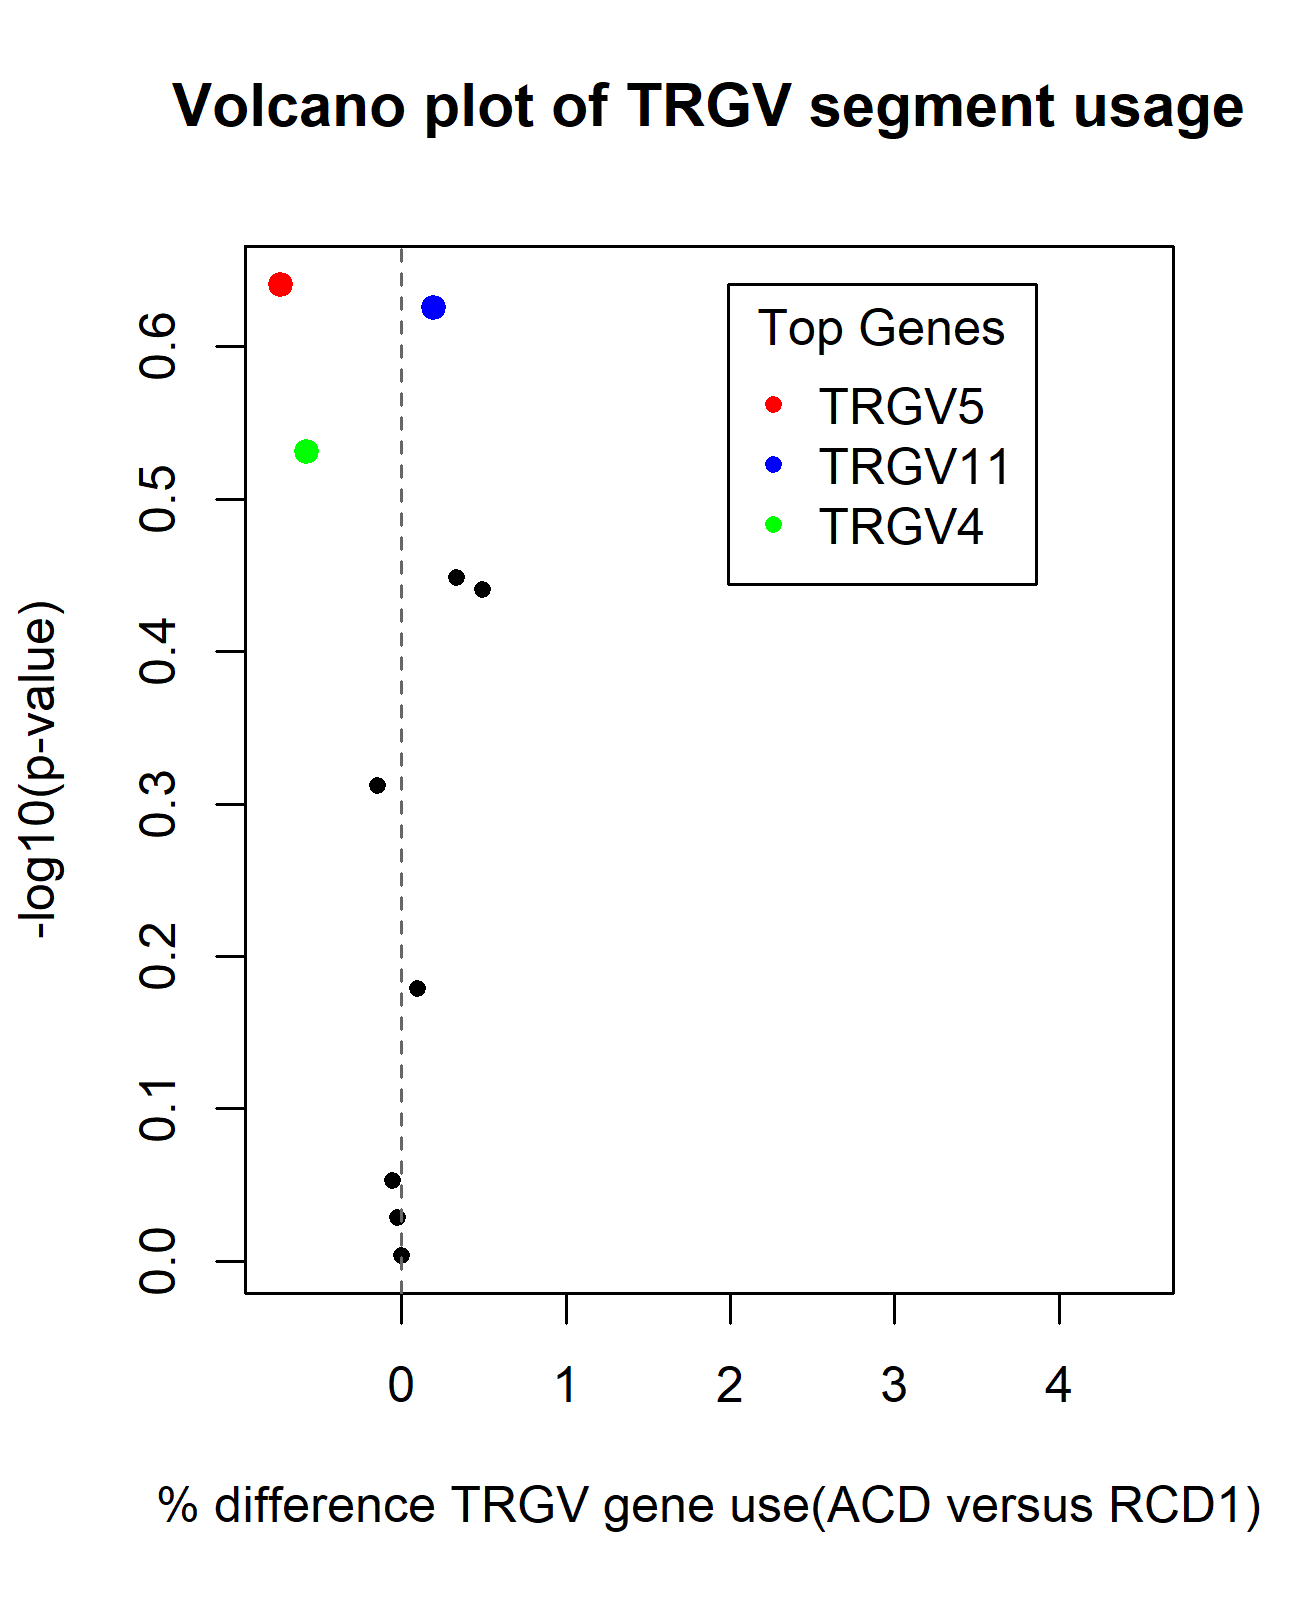 Volcano plot of TRGV segment usage
Top Genes
TRGV5
TRGV11
TRGV4
-log10(p-value)
0.6
0.5
0.4
0.3
0.2
0.1
0.0
0 1 2 3 4
% difference TRGV gene use(ACD versus RCD1)